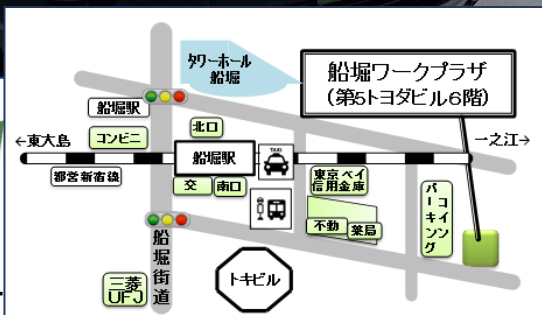 タワーホール
船堀
船堀ワークプラザ
(第5トヨダビル6階)
船堀駅
コンビニ
北口
←東大島
一之江→
船堀駅
TAXI
都営新宿線
交
南口
東京ベイ
信用金庫
不動
薬局
コイン
パーキング
船堀街道
三菱
UFJ
トキビル